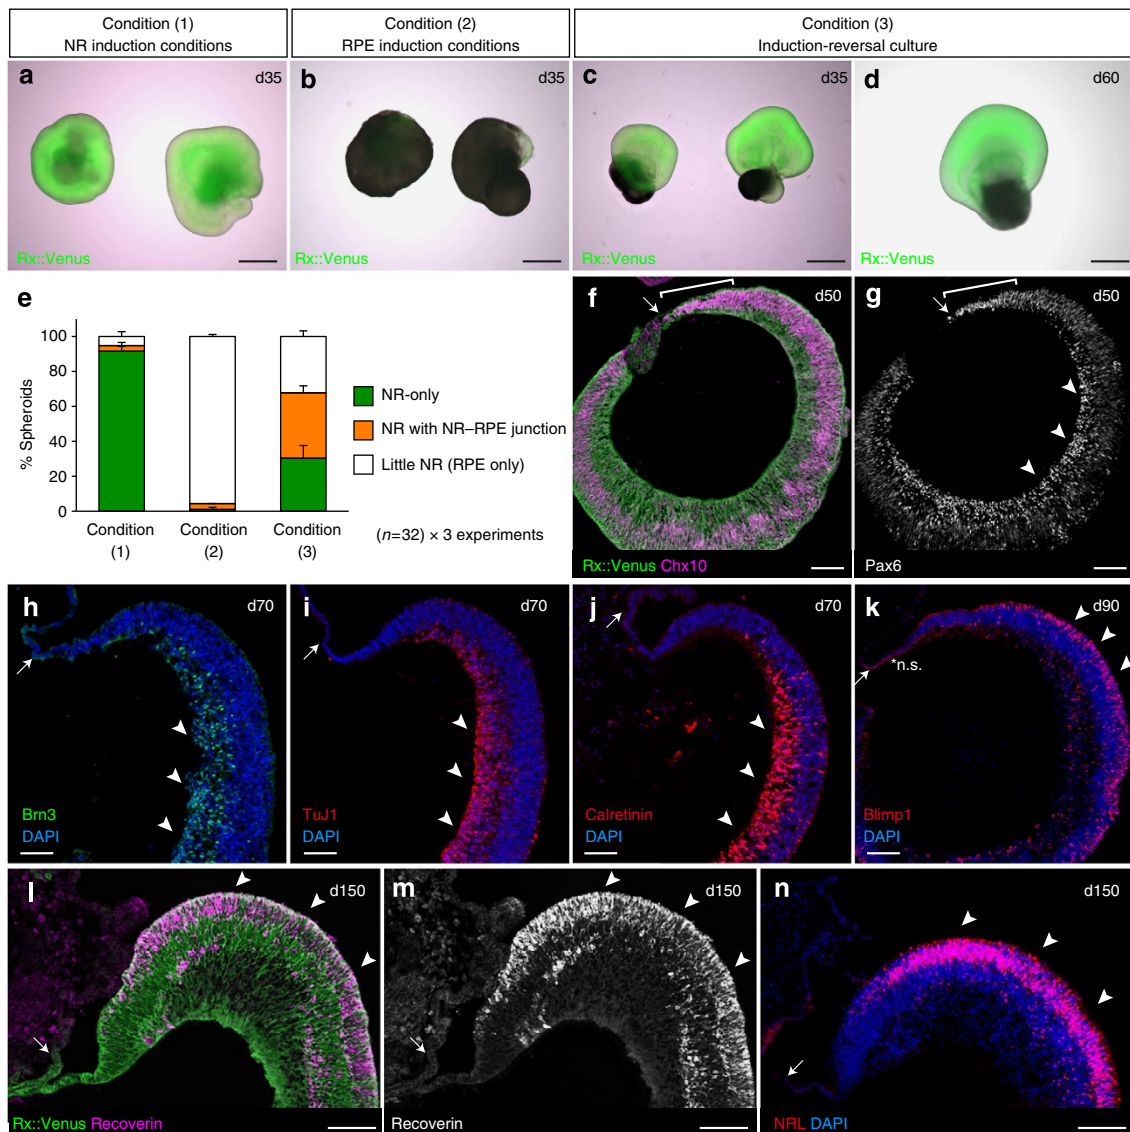 Condition (1)
NR induction conditions
Condition (2)
RPE induction conditions
Condition (3)
Induction-reversal culture
a
d35
Rx::Venus
b
d35
Rx::Venus
c
d35
Rx::Venus
d
d60
Rx::Venus
e
100
80
60
40
20
0
% Spheroids
Condition
(1)
Condition
(2)
Condition
(3)
NR-only
NR with NR–RPE junction
Little NR (RPE only)
(n=32) × 3 experiments
f
d50
Rx::Venus Chx10
g
d50
Pax6
h
d70
Brn3
DAPI
i
d70
TuJ1
DAPI
j
d70
Calretinin
DAPI
k
d90
*n.s.
Blimp1
DAPI
l
d150
Rx::Venus Recoverin
m
d150
Recoverin
n
d150
NRL DAPI